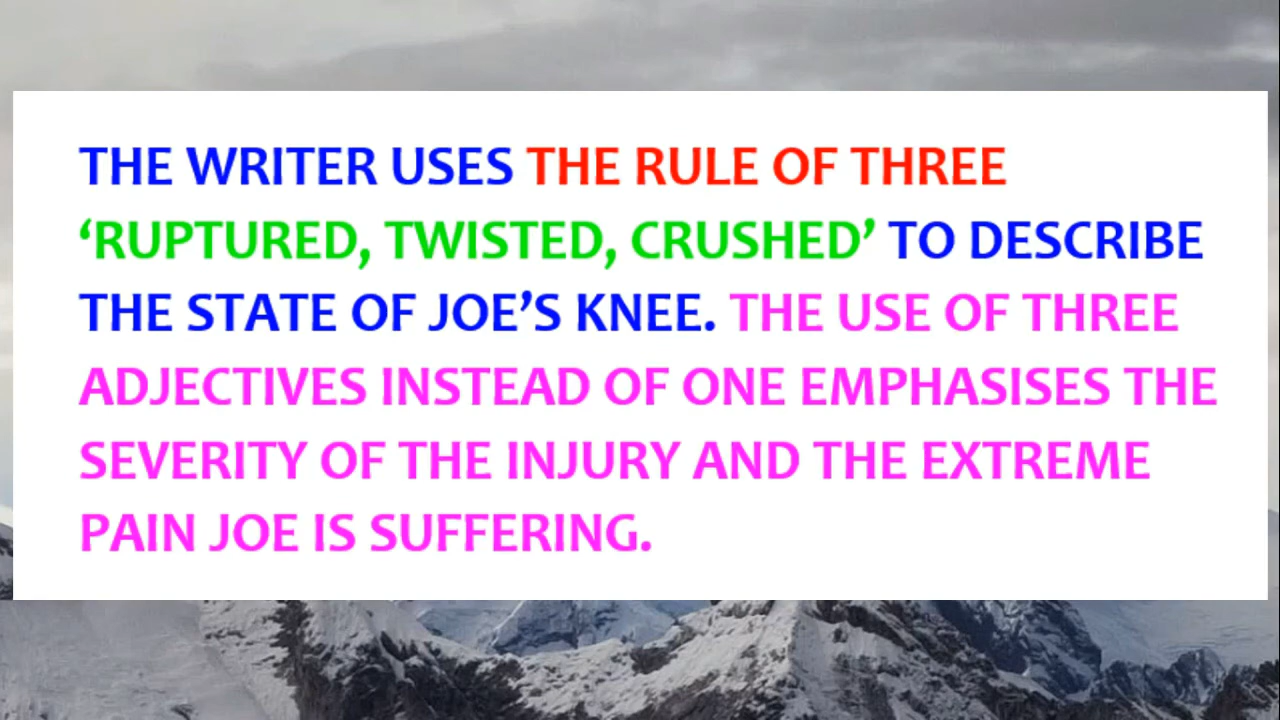 THE WRITER USES THE RULE OF THREE
‘RUPTURED, TWISTED, CRUSHED’ TO DESCRIBE
THE STATE OF JOE’S KNEE. THE USE OF THREE
ADJECTIVES INSTEAD OF ONE EMPHASISES THE
SEVERITY OF THE INJURY AND THE EXTREME
PAIN JOE IS SUFFERING.